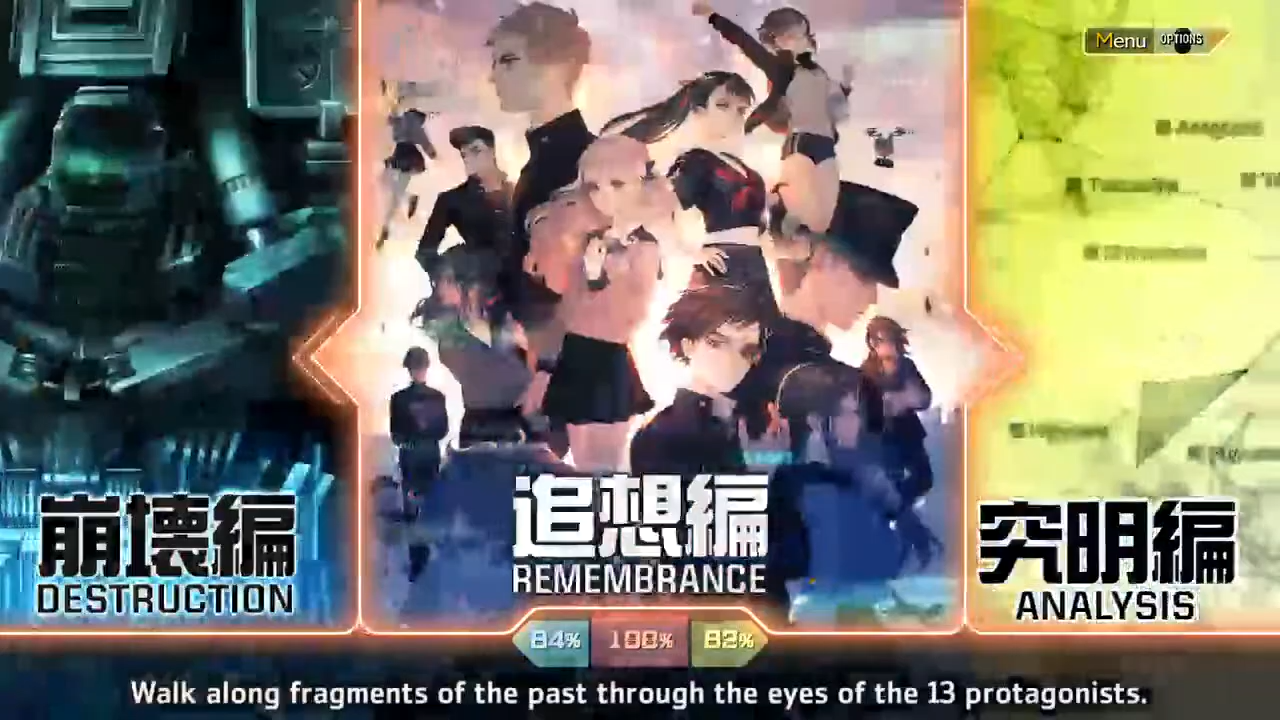 Menu OPTIONS
崩壊編
DESTRUCTION
追想編
REMEMBRANCE
究明編
ANALYSIS
84% 100% 82%
Walk along fragments of the past through the eyes of the 13 protagonists.